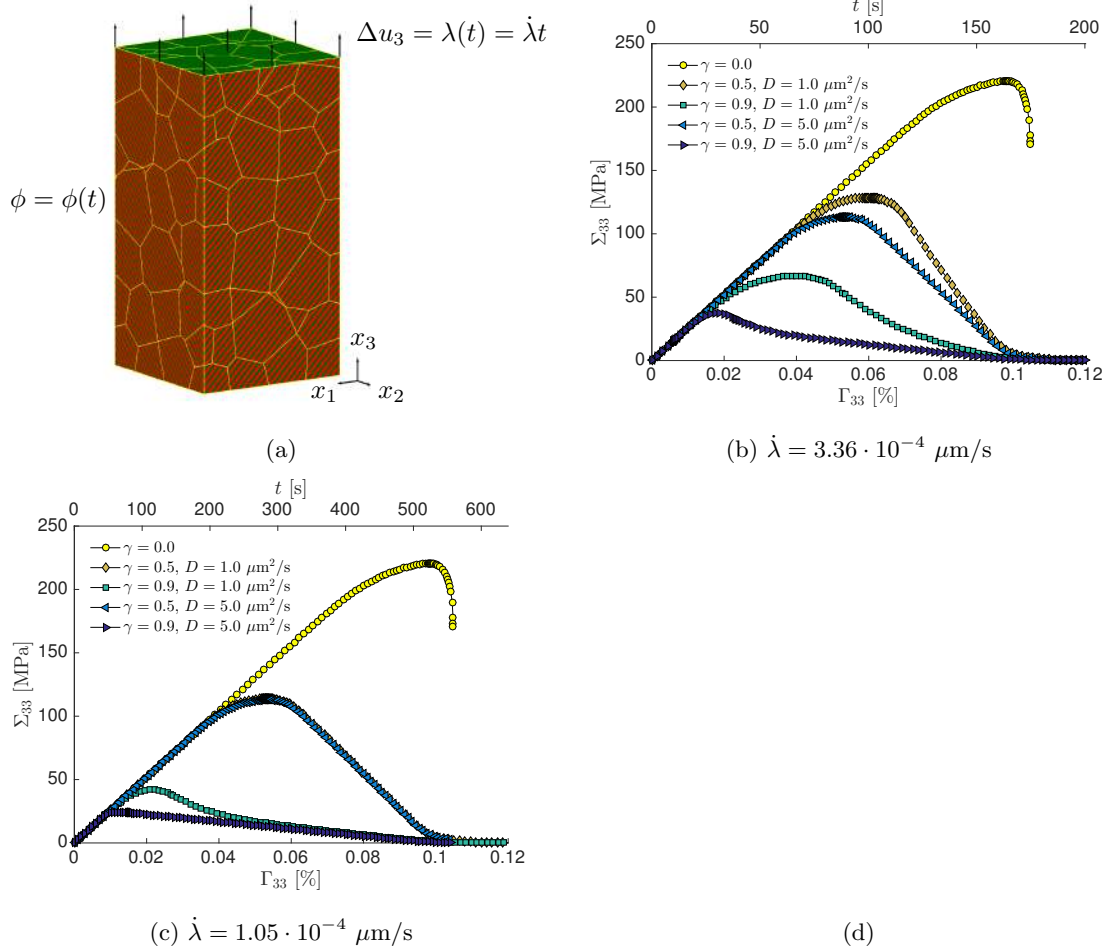 Δu₃ = λ(t) = λ̇t
ϕ = ϕ(t)
x₃
x₁ x₂
(a)
t [s]
0 50 100 150 200
250
200
150
100
50
0
Σ₃₃ [MPa]
γ = 0.0
γ = 0.5, D = 1.0 μm²/s
γ = 0.9, D = 1.0 μm²/s
γ = 0.5, D = 5.0 μm²/s
γ = 0.9, D = 5.0 μm²/s
0 0.02 0.04 0.06 0.08 0.1 0.12
Γ₃₃ [%]
(b) λ̇ = 3.36 · 10⁻⁴ μm/s
t [s]
0 100 200 300 400 500 600
250
200
150
100
50
0
Σ₃₃ [MPa]
γ = 0.0
γ = 0.5, D = 1.0 μm²/s
γ = 0.9, D = 1.0 μm²/s
γ = 0.5, D = 5.0 μm²/s
γ = 0.9, D = 5.0 μm²/s
0 0.02 0.04 0.06 0.08 0.1 0.12
Γ₃₃ [%]
(c) λ̇ = 1.05 · 10⁻⁴ μm/s
(d)